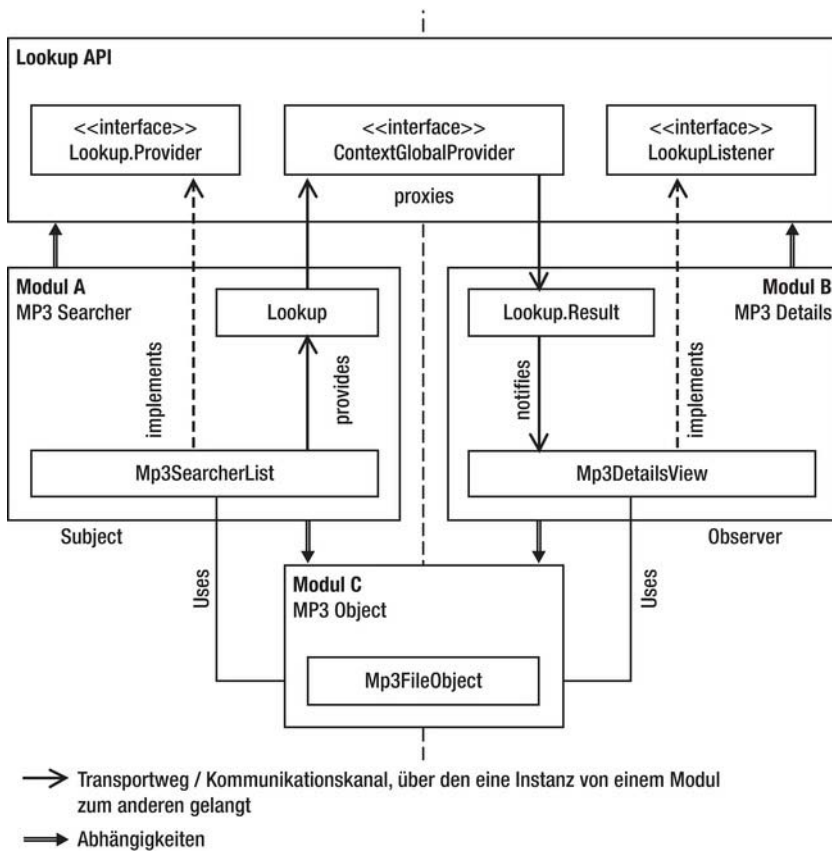 Lookup API
<<interface>>
Lookup.Provider
<<interface>>
ContextGlobalProvider
<<interface>>
LookupListener
proxies
Modul A
MP3 Searcher
Lookup
implements
provides
Mp3SearcherList
Subject
Modul B
MP3 Details
Lookup.Result
notifies
implements
Mp3DetailsView
Observer
Uses
Modul C
MP3 Object
Mp3FileObject
Uses
Transportweg / Kommunikationskanal, über den eine Instanz von einem Modul
zum anderen gelangt
Abhängigkeiten